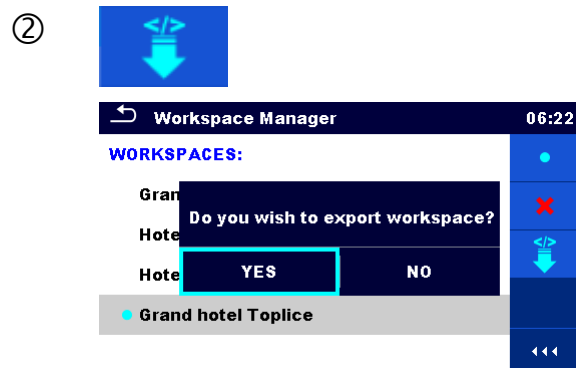 ②
</>
Workspace Manager 06:22
WORKSPACES:
Gran
Do you wish to export workspace?
Hote
Hote
YES NO
</>
Grand hotel Toplice